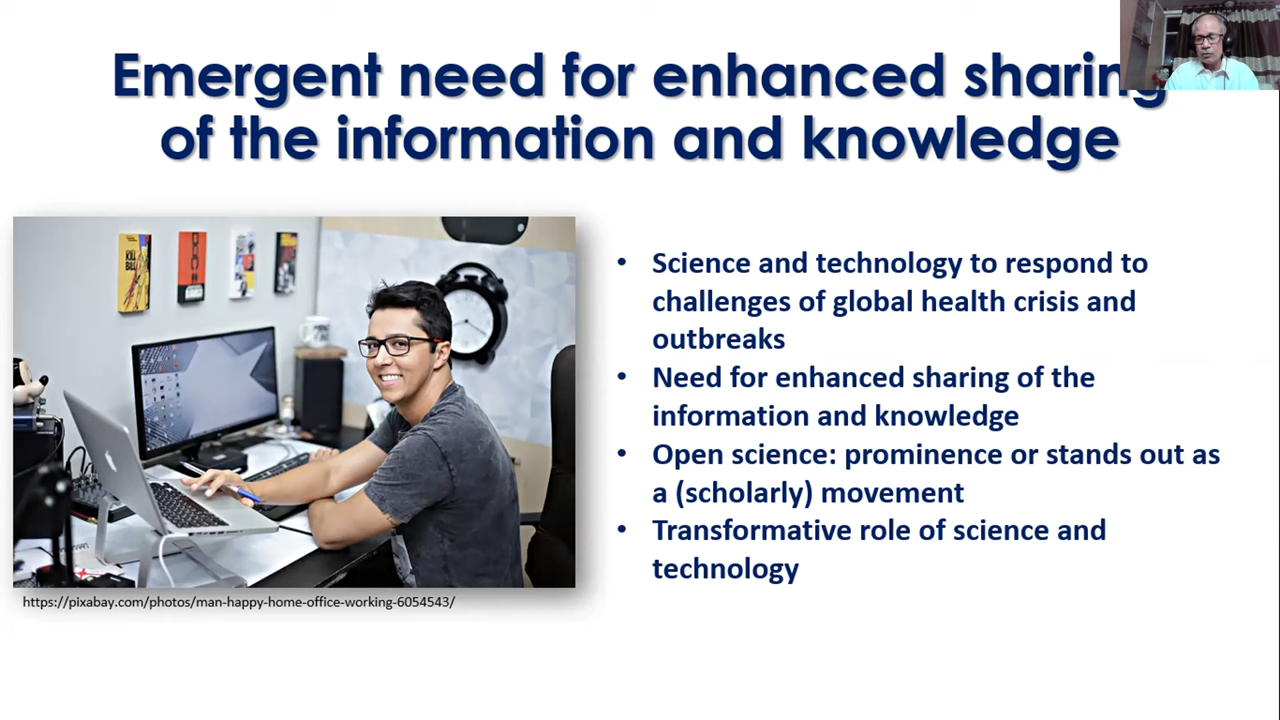 Emergent need for enhanced sharing
of the information and knowledge
KILL
BILL
• Science and technology to respond to
challenges of global health crisis and
outbreaks
• Need for enhanced sharing of the
information and knowledge
• Open science: prominence or stands out as
a (scholarly) movement
• Transformative role of science and
technology
https://pixabay.com/photos/man-happy-home-office-working-6054543/